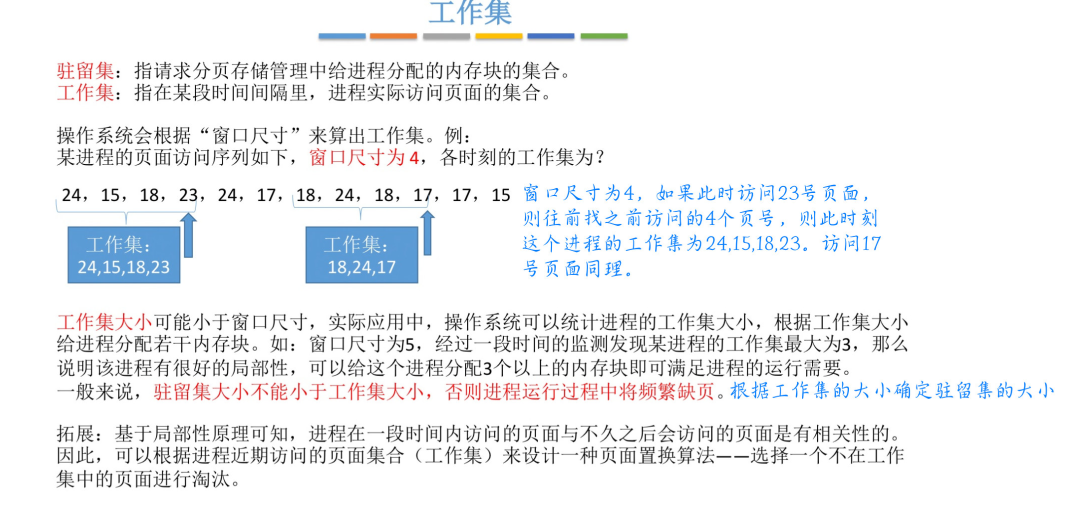 工作集
驻留集：指请求分页存储管理中给进程分配的内存块的集合。
工作集：指在某段时间间隔里，进程实际访问页面的集合。
操作系统会根据“窗口尺寸”来算出工作集。例：
某进程的页面访问序列如下，窗口尺寸为 4，各时刻的工作集为？
24，15，18，23，24，17，18，24，18，17，17，15
窗口尺寸为4，如果此时访问23号页面，
则往前找之前访问的4个页号，则此时刻
这个进程的工作集为24,15,18,23。访问17
号页面同理。
工作集：
24,15,18,23
工作集：
18,24,17
工作集大小可能小于窗口尺寸，实际应用中，操作系统可以统计进程的工作集大小，根据工作集大小
给进程分配若干内存块。如：窗口尺寸为5，经过一段时间的监测发现某进程的工作集最大为3，那么
说明该进程有很好的局部性，可以给这个进程分配3个以上的内存块即可满足进程的运行需要。
一般来说，驻留集大小不能小于工作集大小，否则进程运行过程中将频繁缺页。根据工作集的大小确定驻留集的大小
拓展：基于局部性原理可知，进程在一段时间内访问的页面与不久之后会访问的页面是有相关性的。
因此，可以根据进程近期访问的页面集合（工作集）来设计一种页面置换算法——选择一个不在工作
集中的页面进行淘汰。